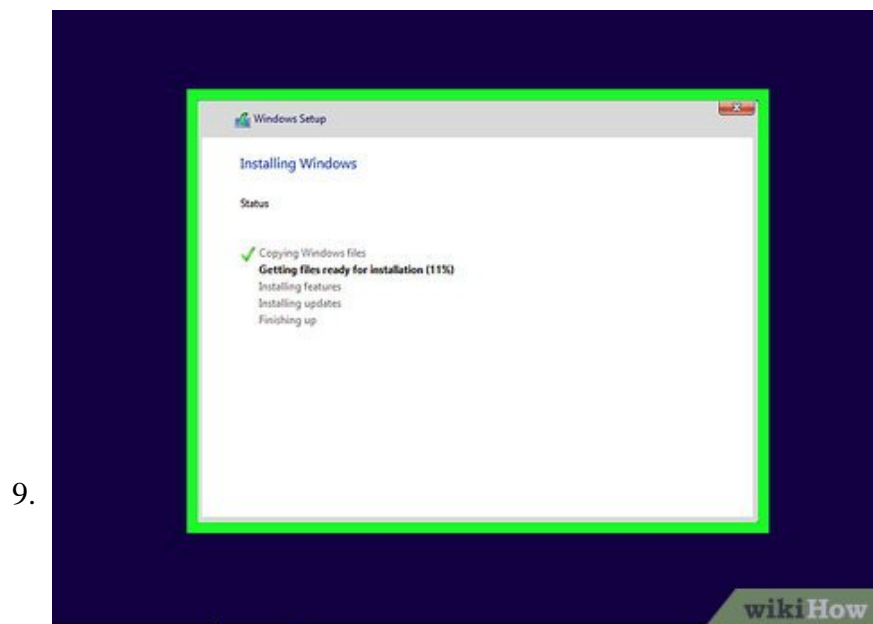 Windows Setup
Installing Windows
Status
Copying Windows files
Getting files ready for installation (11%)
Installing features
Installing updates
Finishing up
9.
wikiHow